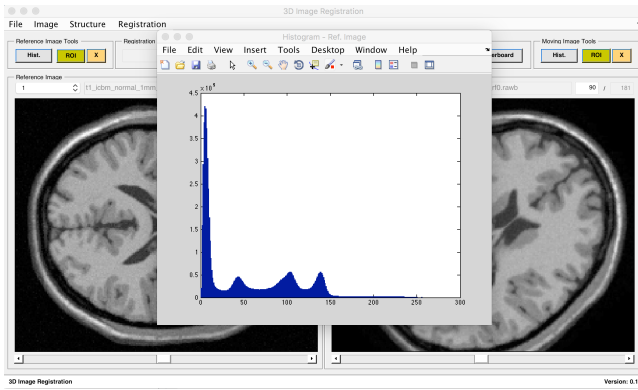 3D Image Registration
File Image Structure Registration
Reference Image Tools
Registration
Moving Image Tools
Hist. ROI X
erboard
Hist. ROI X
Histogram - Ref. Image
File Edit View Insert Tools Desktop Window Help
Reference Image
1
t1_icbm_normal_1mm
rf0.rawb
90 / 181
4.5
4
3.5
3
2.5
2
1.5
1
0.5
0
0 50 100 150 200 250 300
3D Image Registration
Version: 0.1